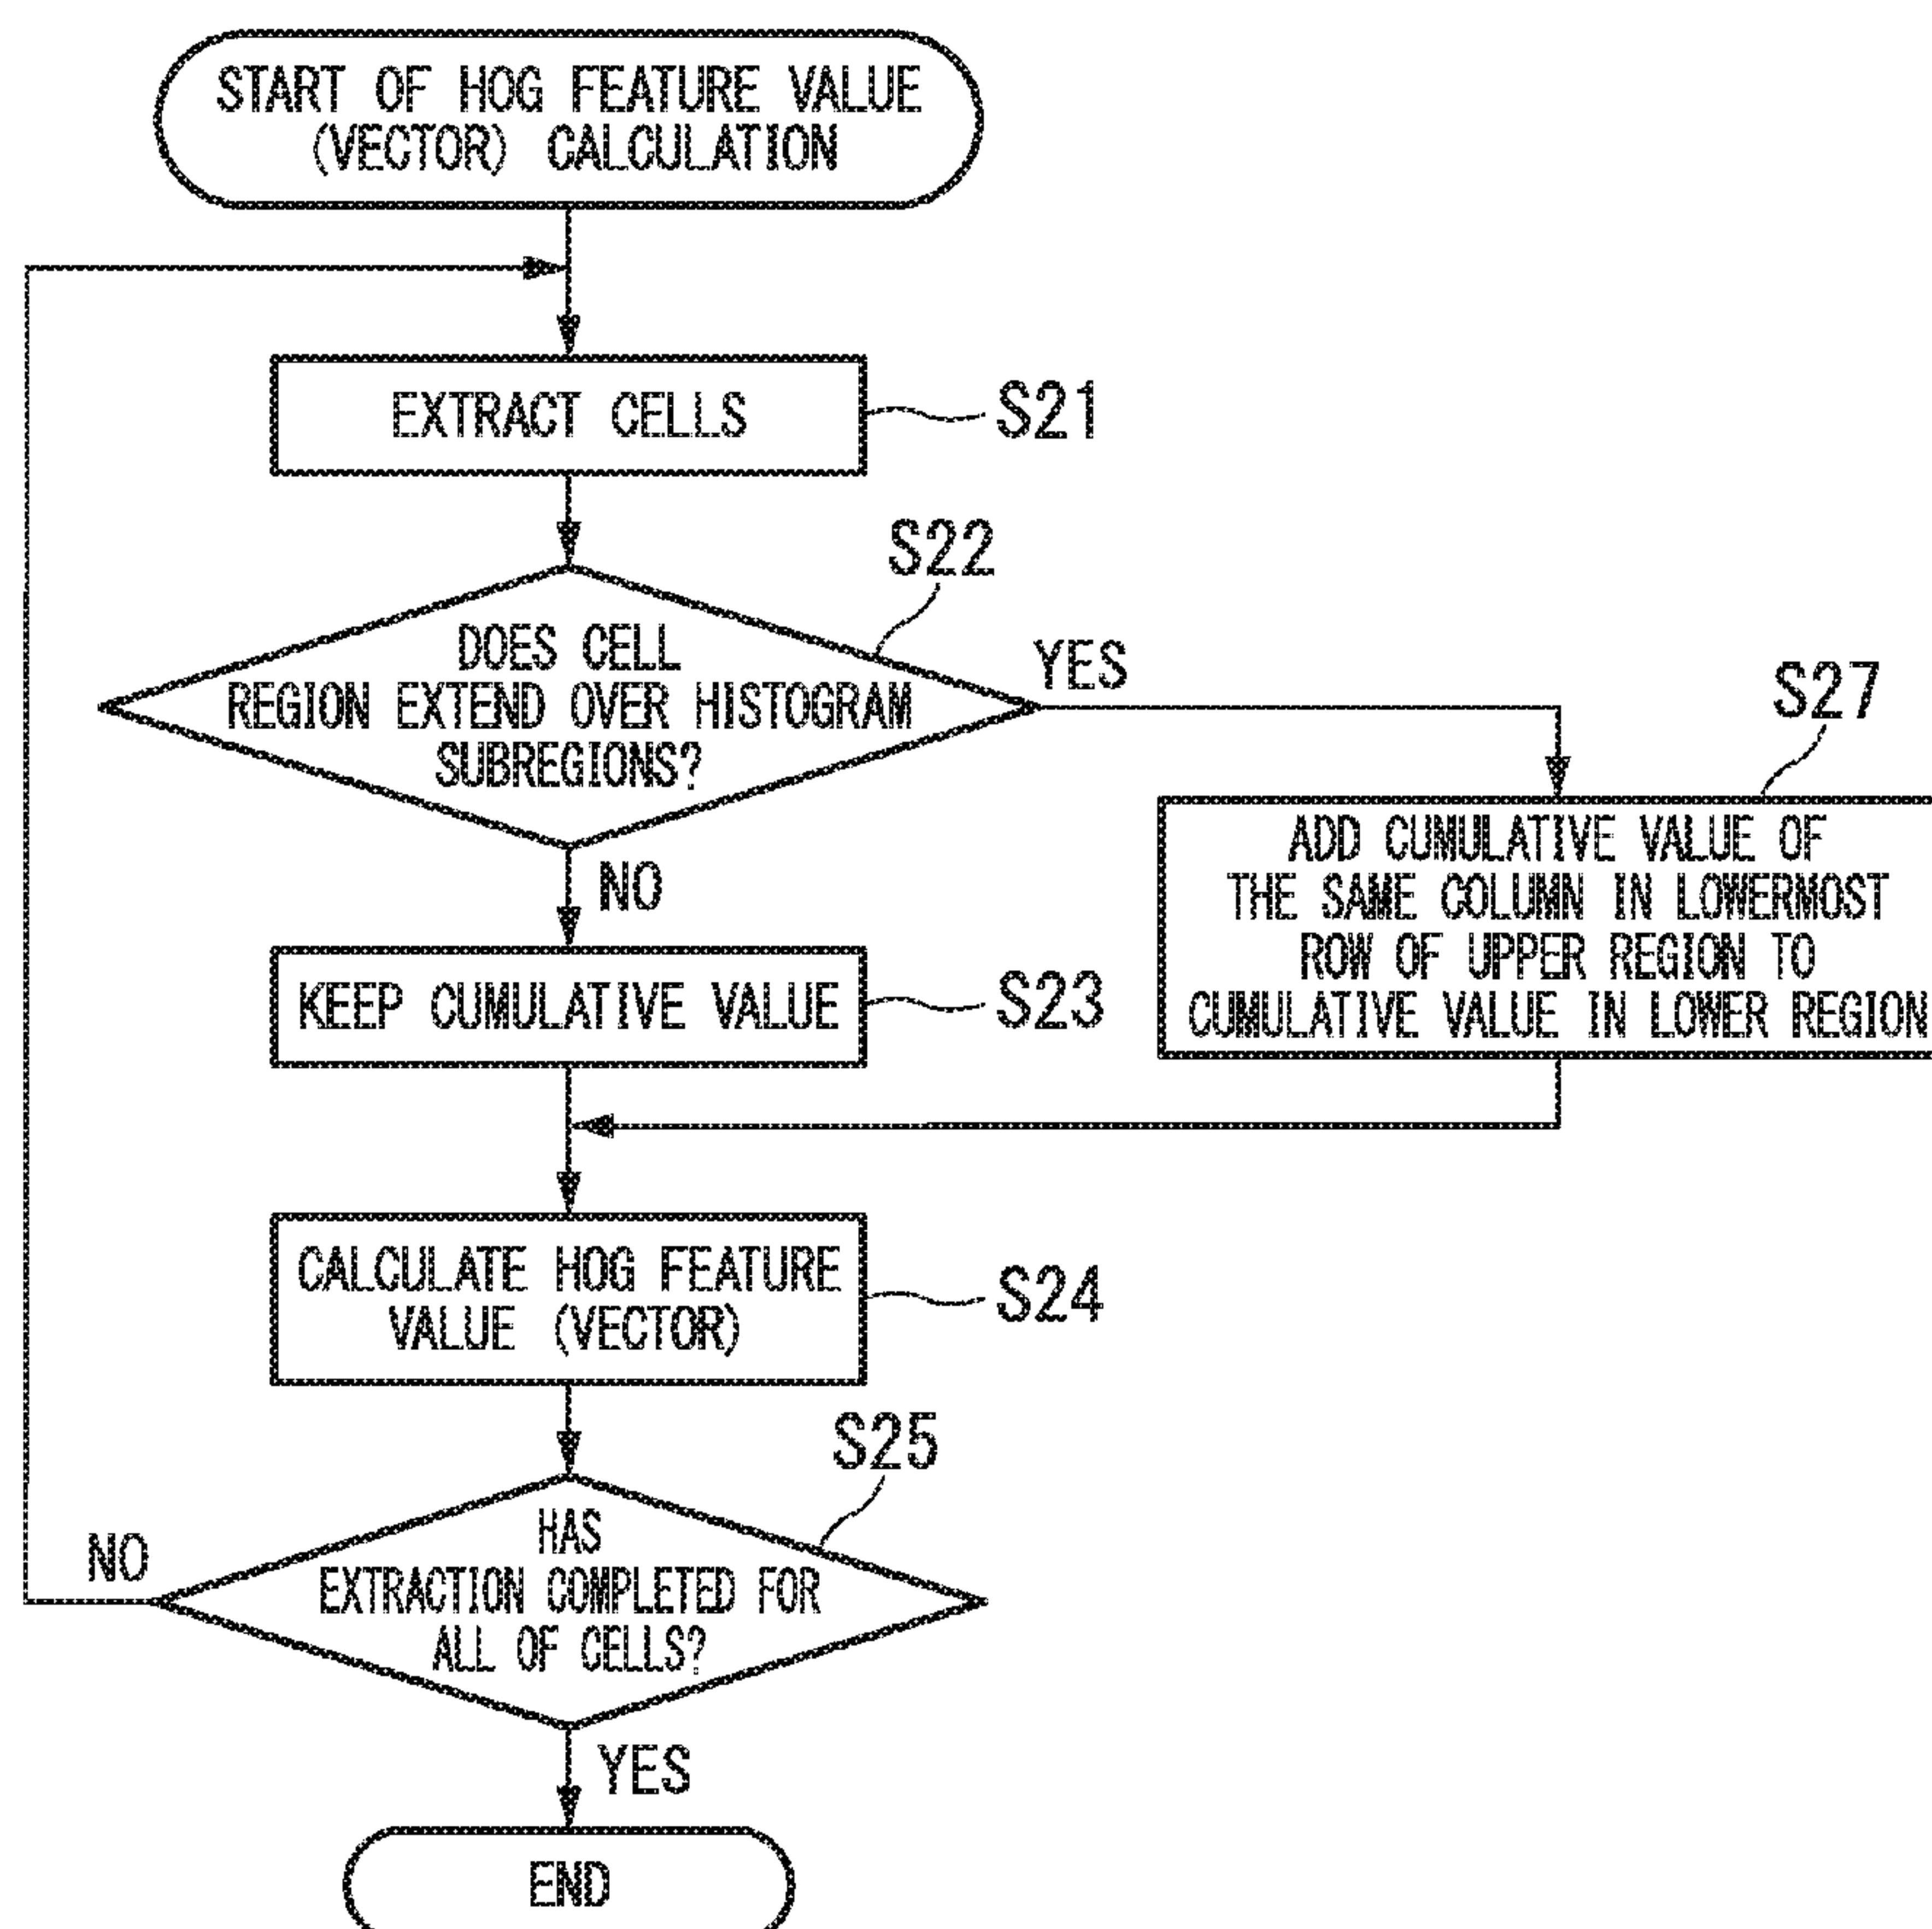 START OF HOG FEATURE VALUE
(VECTOR) CALCULATION
EXTRACT CELLS
S21
S22
DOES CELL
REGION EXTEND OVER HISTOGRAM
SUBREGIONS?
YES
S27
ADD CUMULATIVE VALUE OF
THE SAME COLUMN IN LOWERMOST
ROW OF UPPER REGION TO
CUMULATIVE VALUE IN LOWER REGION
NO
KEEP CUMULATIVE VALUE
S23
CALCULATE HOG FEATURE
VALUE (VECTOR)
S24
S25
HAS
EXTRACTION COMPLETED FOR
ALL OF CELLS?
NO
YES
END